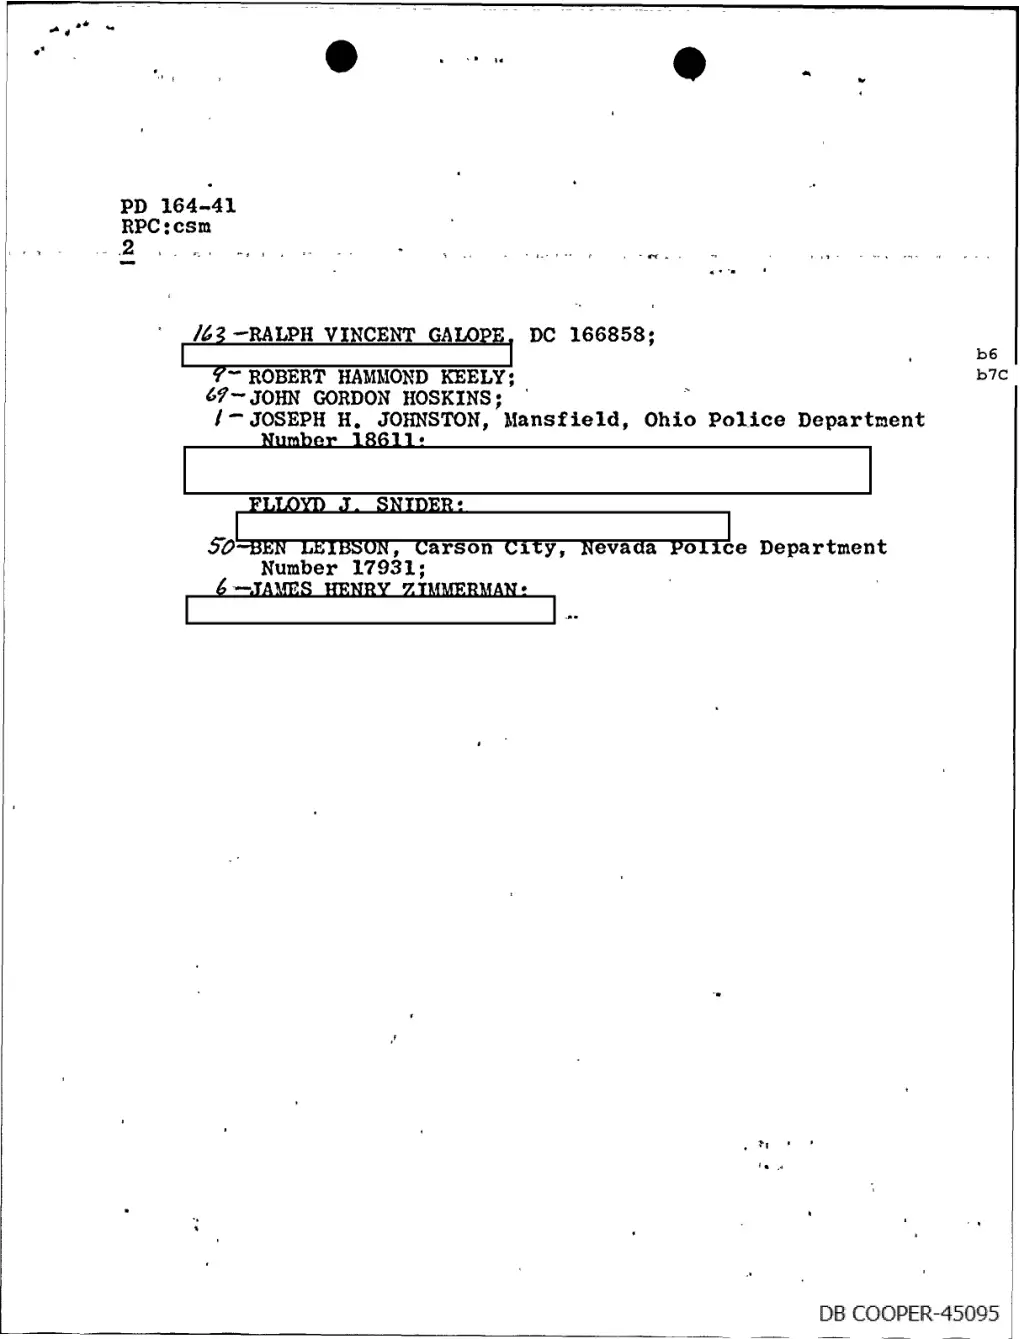 PD 164-41
RPC:csm
2
163-RALPH VINCENT GALOPE, DC 166858;
b6
b7C
9- ROBERT HAMMOND KEELY;
69-JOHN GORDON HOSKINS;
1-JOSEPH H. JOHNSTON, Mansfield, Ohio Police Department
Number 18611;
FLLOYD J. SNIDER;
50-BEN LEIBSON, Carson City, Nevada Police Department
Number 17931;
6-JAMES HENRY ZIMMERMAN;
DB COOPER-45095